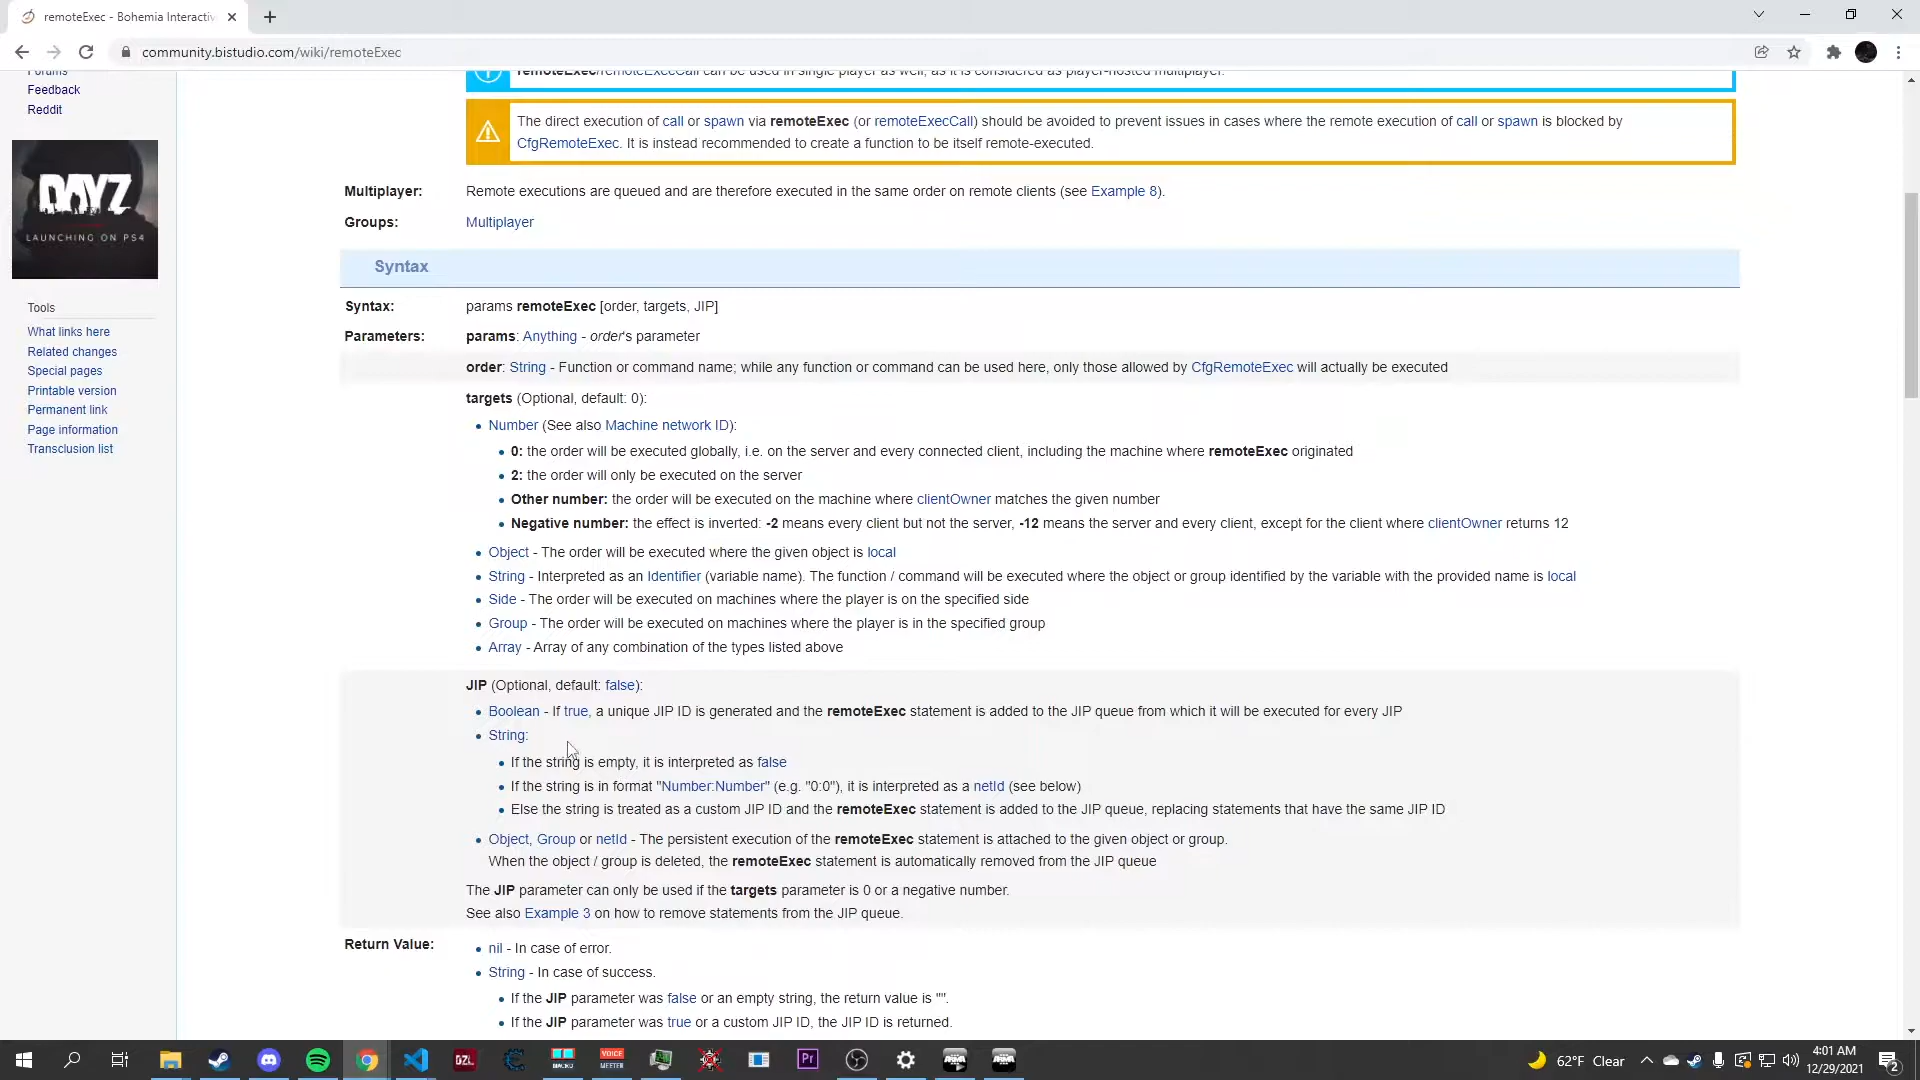 remoteExec - Bohemia Interactiv
community.bistudio.com/wiki/remoteExec
Forums
Feedback
Reddit
DAYZ
LAUNCHING ON PS4
Tools
What links here
Related changes
Special pages
Printable version
Permanent link
Page information
Transclusion list
remoteExec/remoteExecCall can be used in single player as well, as it is considered as player-hosted multiplayer.
The direct execution of call or spawn via remoteExec (or remoteExecCall) should be avoided to prevent issues in cases where the remote execution of call or spawn is blocked by
CfgRemoteExec. It is instead recommended to create a function to be itself remote-executed.
Multiplayer: Remote executions are queued and are therefore executed in the same order on remote clients (see Example 8).
Groups: Multiplayer
Syntax
Syntax: params remoteExec [order, targets, JIP]
Parameters: params: Anything - order's parameter
order: String - Function or command name; while any function or command can be used here, only those allowed by CfgRemoteExec will actually be executed
targets (Optional, default: 0):
Number (See also Machine network ID):
0: the order will be executed globally, i.e. on the server and every connected client, including the machine where remoteExec originated
2: the order will only be executed on the server
Other number: the order will be executed on the machine where clientOwner matches the given number
Negative number: the effect is inverted: -2 means every client but not the server, -12 means the server and every client, except for the client where clientOwner returns 12
Object - The order will be executed where the given object is local
String - Interpreted as an Identifier (variable name). The function / command will be executed where the object or group identified by the variable with the provided name is local
Side - The order will be executed on machines where the player is on the specified side
Group - The order will be executed on machines where the player is in the specified group
Array - Array of any combination of the types listed above
JIP (Optional, default: false):
Boolean - If true, a unique JIP ID is generated and the remoteExec statement is added to the JIP queue from which it will be executed for every JIP
String:
If the string is empty, it is interpreted as false
If the string is in format "Number:Number" (e.g. "0:0"), it is interpreted as a netId (see below)
Else the string is treated as a custom JIP ID and the remoteExec statement is added to the JIP queue, replacing statements that have the same JIP ID
Object, Group or netId - The persistent execution of the remoteExec statement is attached to the given object or group.
When the object / group is deleted, the remoteExec statement is automatically removed from the JIP queue
The JIP parameter can only be used if the targets parameter is 0 or a negative number.
See also Example 3 on how to remove statements from the JIP queue.
Return Value: nil - In case of error.
String - In case of success.
If the JIP parameter was false or an empty string, the return value is "".
If the JIP parameter was true or a custom JIP ID, the JIP ID is returned.
DZL
MACRO
VOICE
MEETER
Pr
62°F Clear
4:01 AM
12/29/2021
2